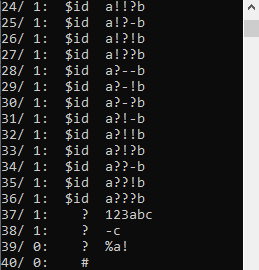 24/ 1:  $id  a!!?b
25/ 1:  $id  a!?-b
26/ 1:  $id  a!?!b
27/ 1:  $id  a!??b
28/ 1:  $id  a?--b
29/ 1:  $id  a?-!b
30/ 1:  $id  a?-?b
31/ 1:  $id  a?!-b
32/ 1:  $id  a?!!b
33/ 1:  $id  a?!?b
34/ 1:  $id  a??-b
35/ 1:  $id  a??!b
36/ 1:  $id  a???b
37/ 1:    ?  123abc
38/ 1:    ?  -c
39/ 0:    ?  %a!
40/ 0:    #